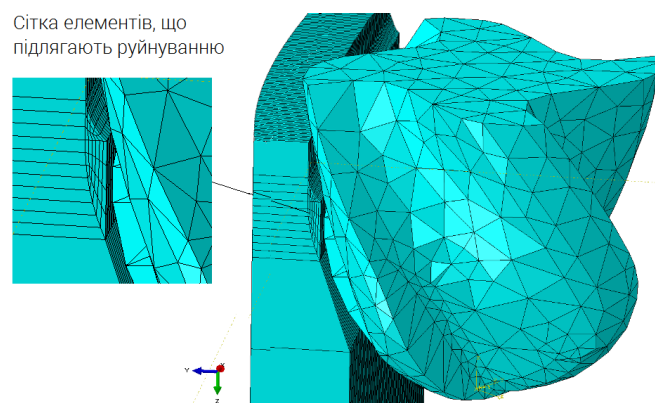 Сітка елементів, що
підлягають руйнуванню
Y
X
Z